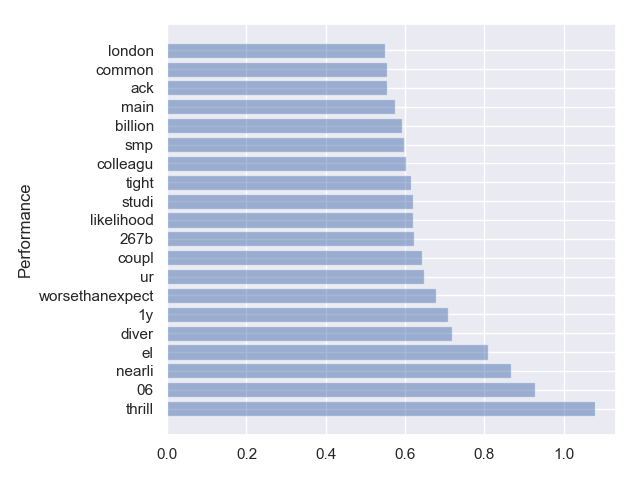 Performance
london
common
ack
main
billion
smp
colleagu
tight
studi
likelihood
267b
coupl
ur
worsethanexpect
1y
diver
el
nearli
06
thrill
0.0 0.2 0.4 0.6 0.8 1.0